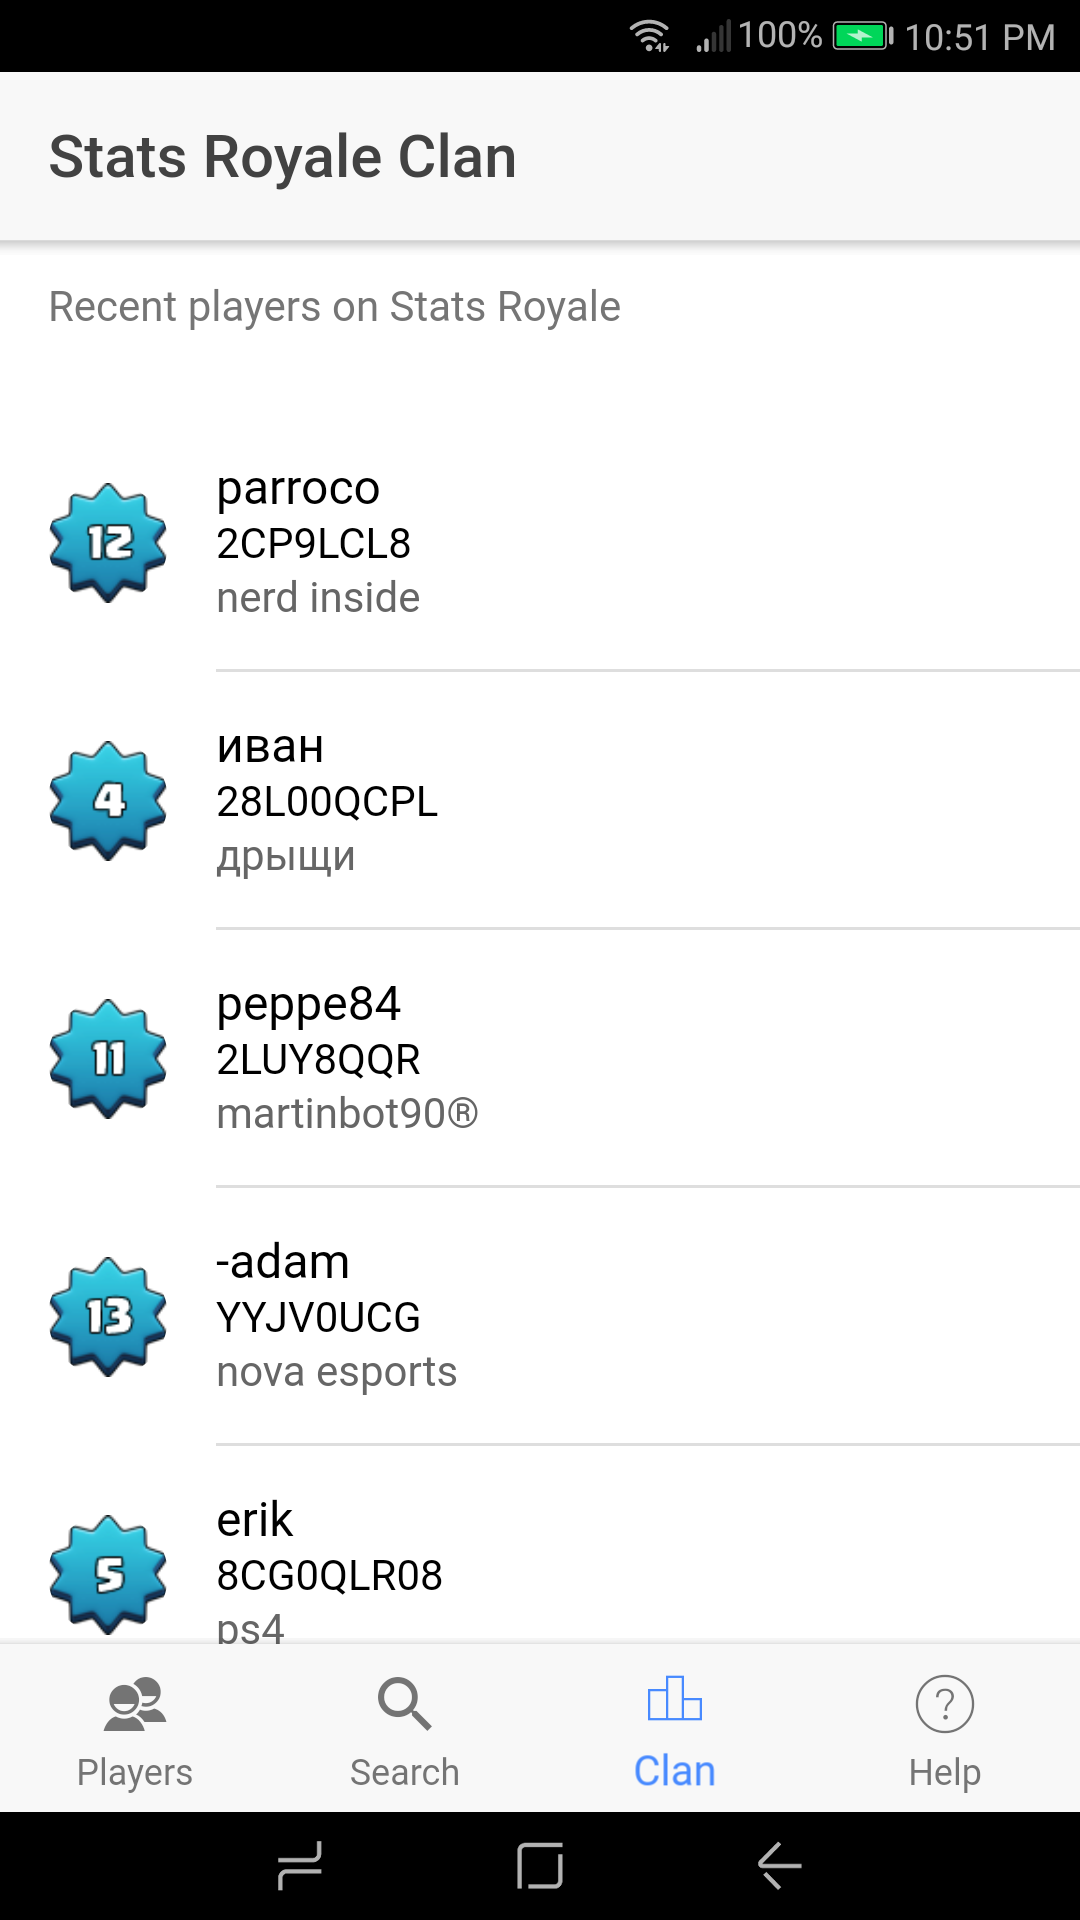 100% 10:51 PM
Stats Royale Clan
Recent players on Stats Royale
12
parroco
2CP9LCL8
nerd inside
4
иван
28L00QCPL
дрыщи
11
peppe84
2LUY8QQR
martinbot90®
13
-adam
YYJV0UCG
nova esports
5
erik
8CG0QLR08
ps4
Players Search Clan Help